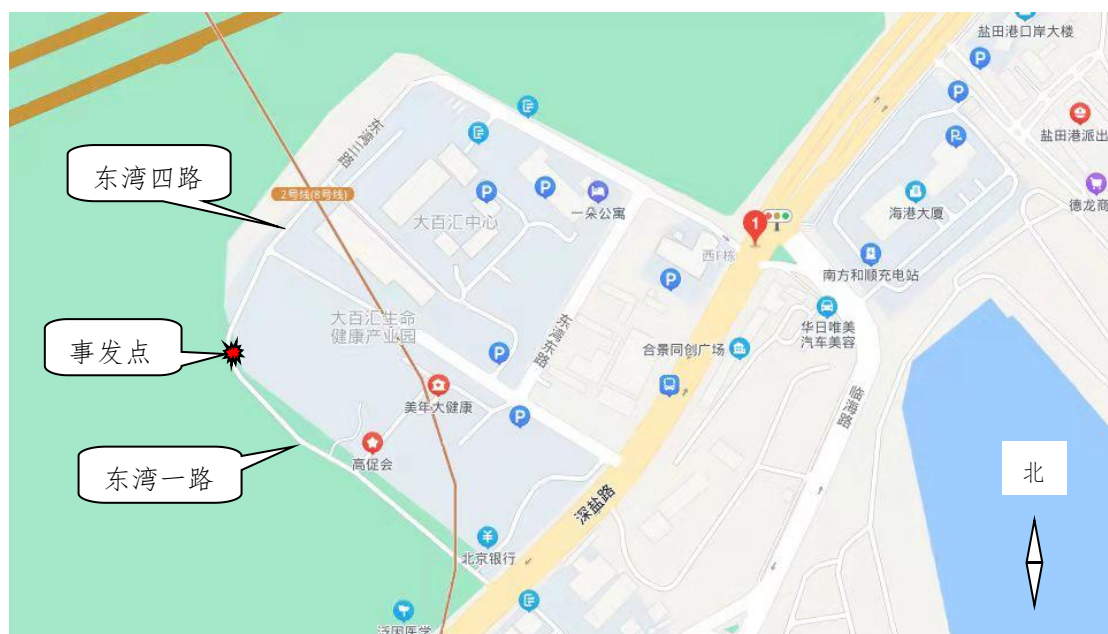 盐田港口岸大楼
盐田港派出
德龙商
东湾三路
东湾四路
2号线(8号线)
大百汇中心
一朵公寓
1
海港大厦
西F栋
南方和顺充电站
大百汇生命
健康产业园
事发点
东湾东路
华日唯美
汽车美容
合景同创广场
临海路
美年大健康
高促会
东湾一路
深盐路
北京银行
泛因医学
北
P
P
P
P
P
P
P
P
P